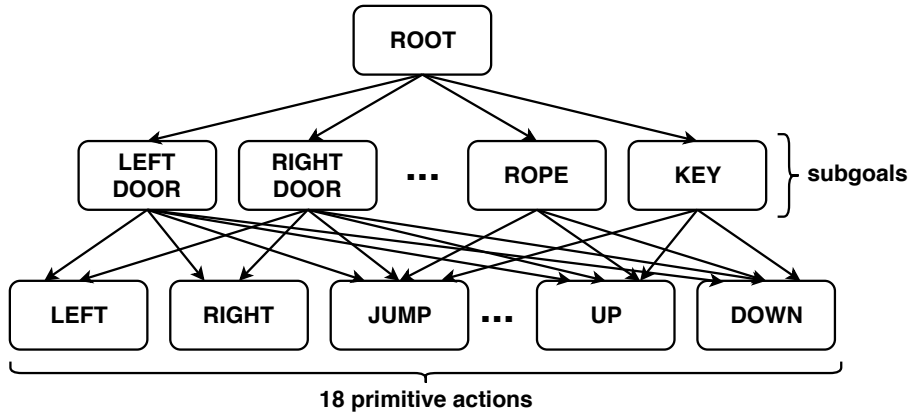 ROOT
LEFT
DOOR
RIGHT
DOOR
...
ROPE
KEY
subgoals
LEFT
RIGHT
JUMP
...
UP
DOWN
18 primitive actions